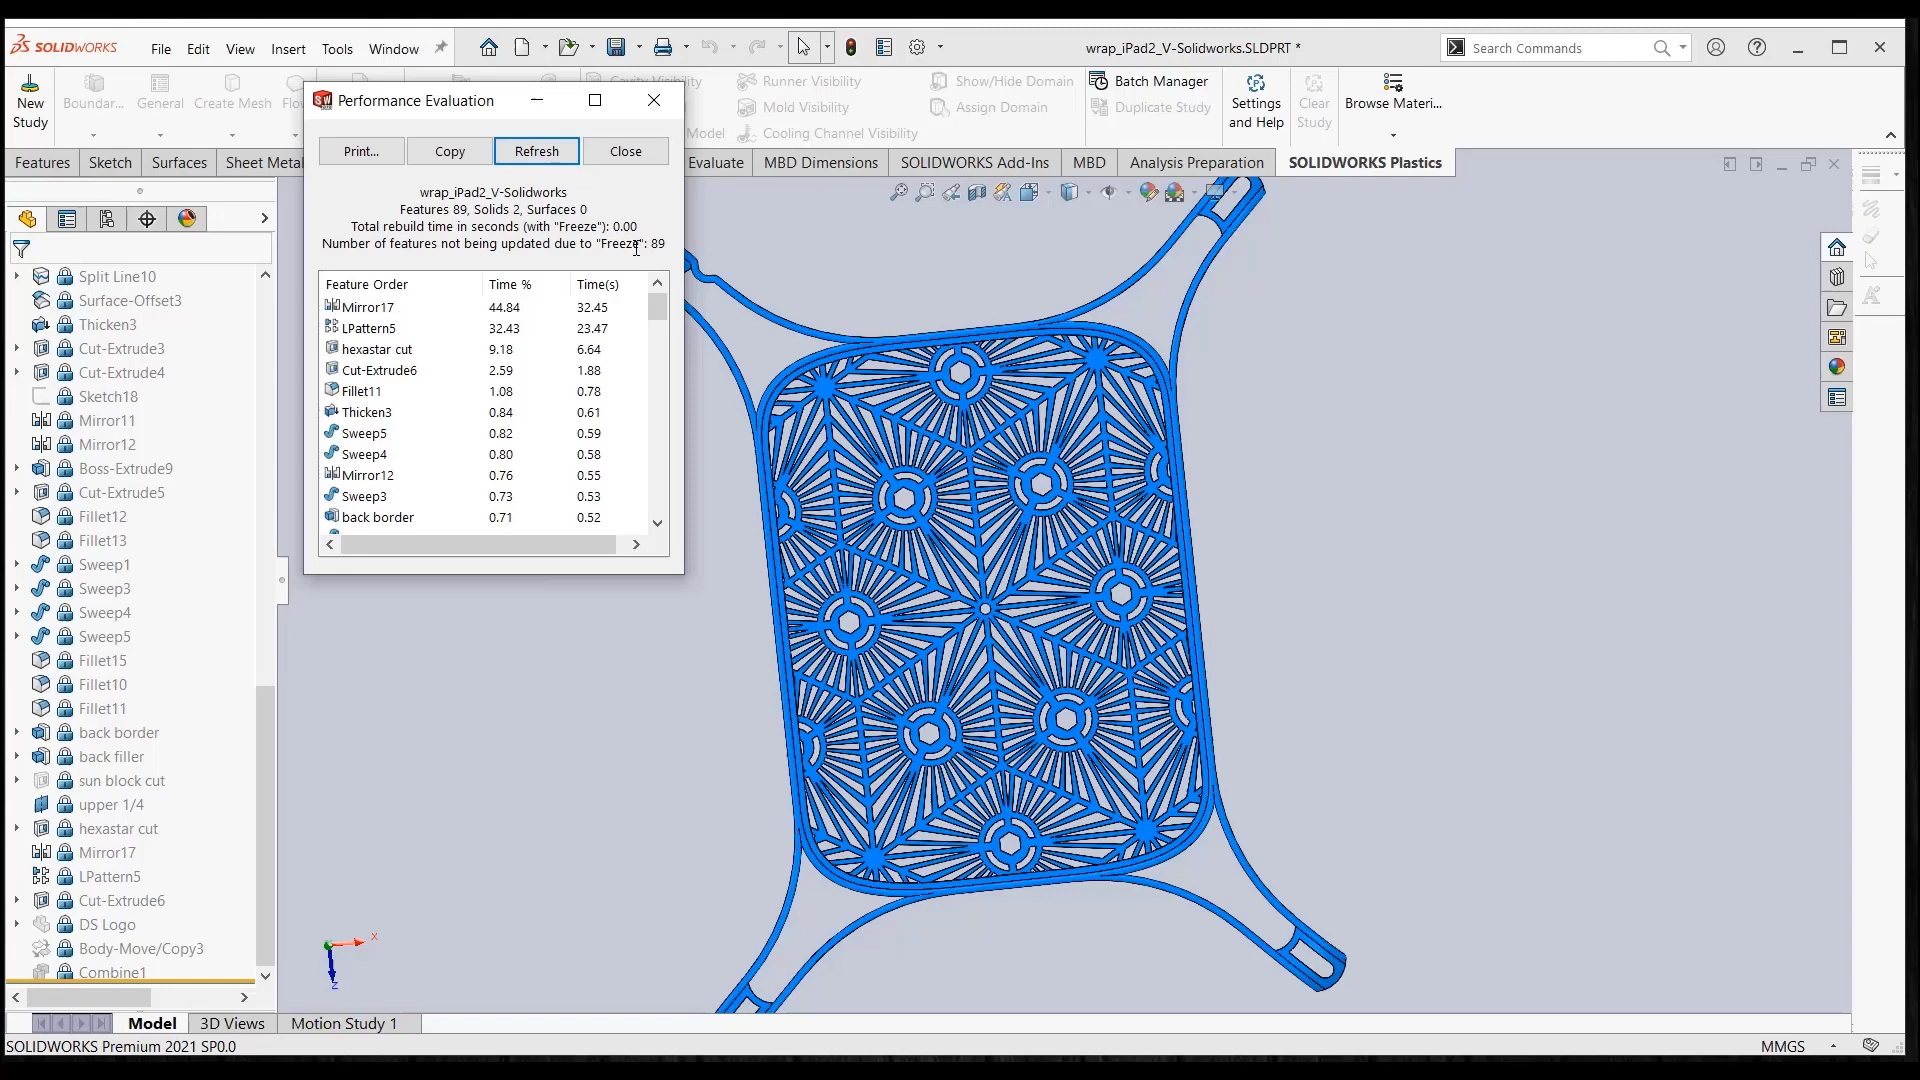 SOLIDWORKS File Edit View Insert Tools Window wrap_iPad2_V-Solidworks.SLDPRT * Search Commands
New Study
Boundar...
General
Create Mesh
Cavity Visibility
Runner Visibility
Mold Visibility
Cooling Channel Visibility
Show/Hide Domain
Assign Domain
Model
Batch Manager
Duplicate Study
Settings and Help
Clear Study
Browse Materi...
Features Sketch Surfaces Sheet Metal Evaluate MBD Dimensions SOLIDWORKS Add-Ins MBD Analysis Preparation SOLIDWORKS Plastics
Performance Evaluation
Print... Copy Refresh Close
wrap_iPad2_V-Solidworks
Features 89, Solids 2, Surfaces 0
Total rebuild time in seconds (with "Freeze"): 0.00
Number of features not being updated due to "Freeze": 89
Feature Order Time % Time(s)
Mirror17 44.84 32.45
LPattern5 32.43 23.47
hexastar cut 9.18 6.64
Cut-Extrude6 2.59 1.88
Fillet11 1.08 0.78
Thicken3 0.84 0.61
Sweep5 0.82 0.59
Sweep4 0.80 0.58
Mirror12 0.76 0.55
Sweep3 0.73 0.53
back border 0.71 0.52
Split Line10
Surface-Offset3
Thicken3
Cut-Extrude3
Cut-Extrude4
Sketch18
Mirror11
Mirror12
Boss-Extrude9
Cut-Extrude5
Fillet12
Fillet13
Sweep1
Sweep3
Sweep4
Sweep5
Fillet15
Fillet10
Fillet11
back border
back filler
sun block cut
upper 1/4
hexastar cut
Mirror17
LPattern5
Cut-Extrude6
DS Logo
Body-Move/Copy3
Combine1
x
z
Model 3D Views Motion Study 1
SOLIDWORKS Premium 2021 SP0.0 MMGS